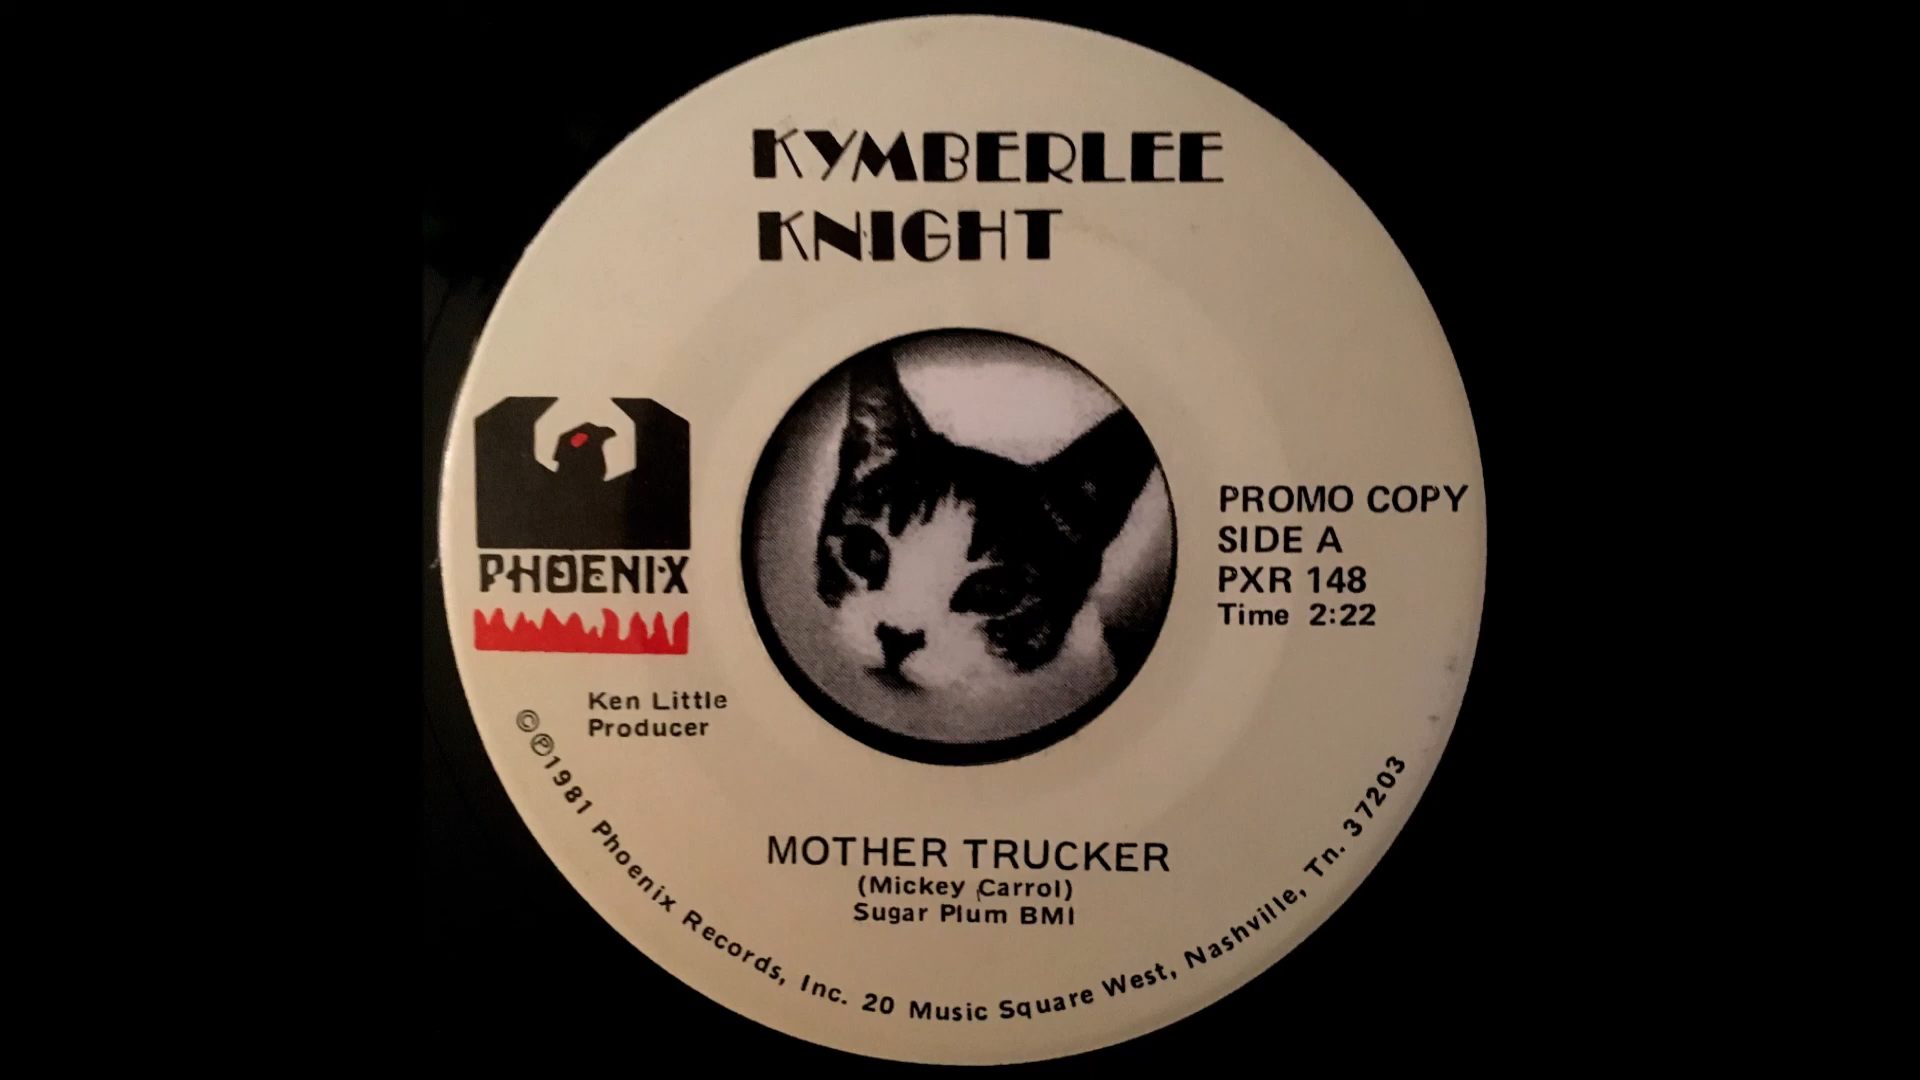 KYMBERLEE
KNIGHT
PHOENIX
PROMO COPY
SIDE A
PXR 148
Time 2:22
Ken Little
Producer
MOTHER TRUCKER
(Mickey Carrol)
Sugar Plum BMI
©℗1981 Phoenix Records, Inc. 20 Music Square West, Nashville, Tn. 37203